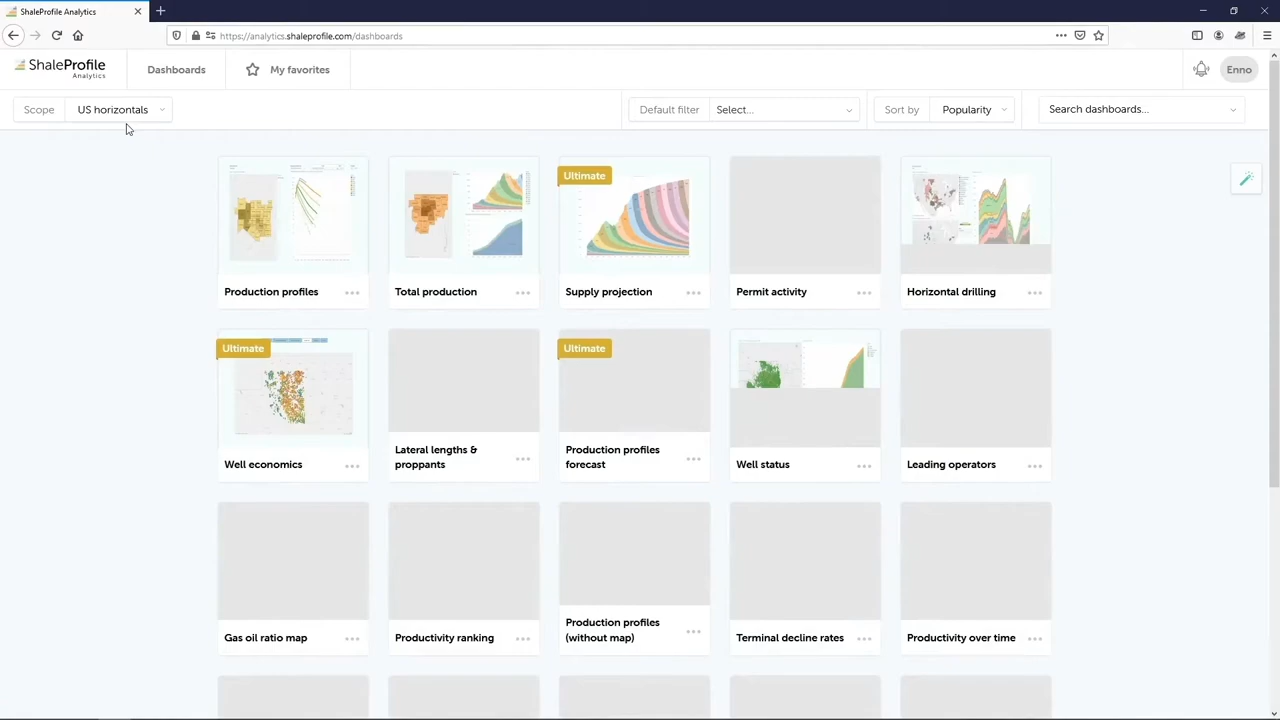 ShaleProfile Analytics
https://analytics.shaleprofile.com/dashboards
ShaleProfile
Analytics
Dashboards
My favorites
Enno
Scope
US horizontals
Default filter
Select...
Sort by
Popularity
Search dashboards...
Ultimate
Production profiles
Total production
Supply projection
Permit activity
Horizontal drilling
Ultimate
Ultimate
Well economics
Lateral lengths &
proppants
Production profiles
forecast
Well status
Leading operators
Gas oil ratio map
Productivity ranking
Production profiles
(without map)
Terminal decline rates
Productivity over time